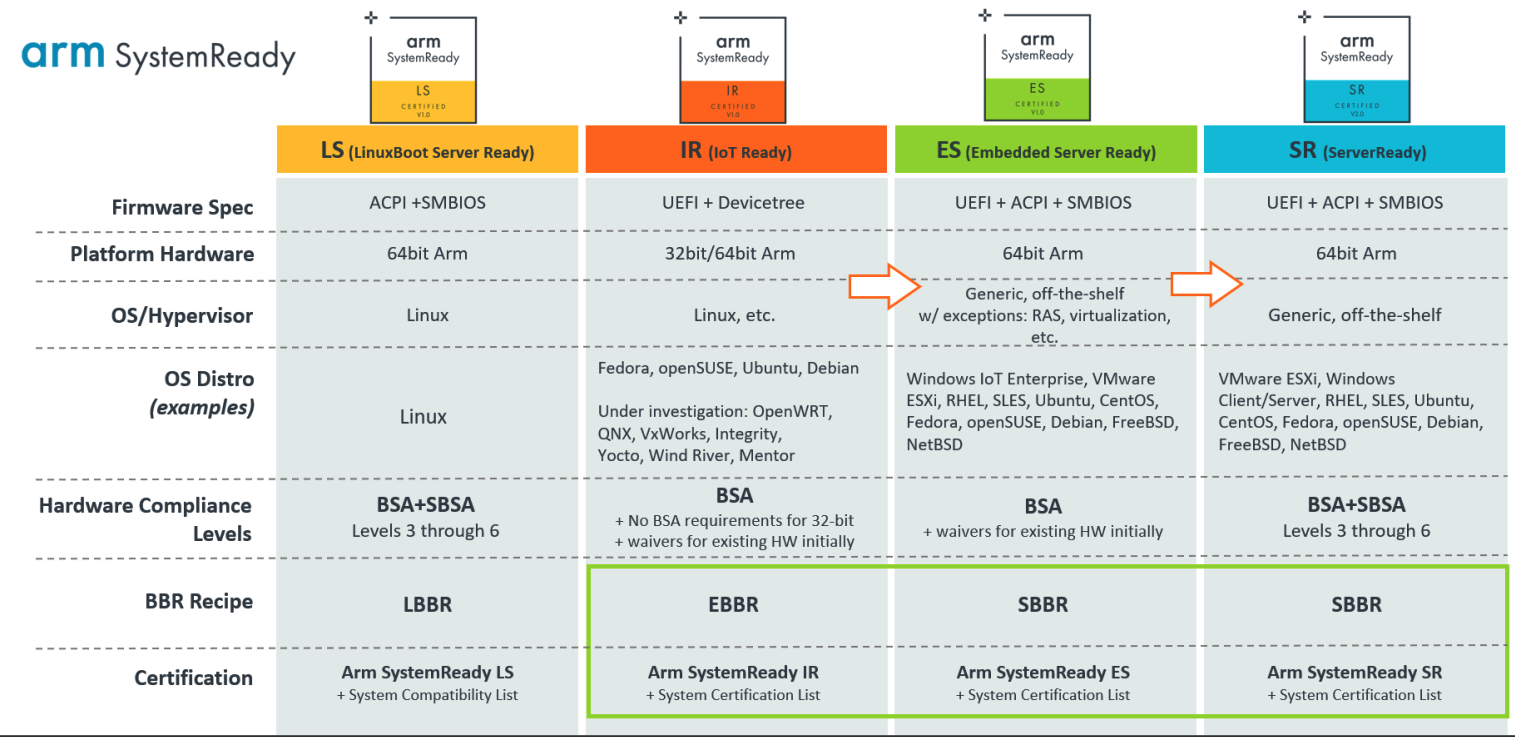 arm SystemReady
arm
SystemReady
LS
CERTIFIED
V1.0
arm
SystemReady
IR
CERTIFIED
V1.0
arm
SystemReady
ES
CERTIFIED
V1.0
arm
SystemReady
SR
CERTIFIED
V2.0
LS (LinuxBoot Server Ready)
IR (IoT Ready)
ES (Embedded Server Ready)
SR (ServerReady)
Firmware Spec
ACPI +SMBIOS
UEFI + Devicetree
UEFI + ACPI + SMBIOS
UEFI + ACPI + SMBIOS
Platform Hardware
64bit Arm
32bit/64bit Arm
64bit Arm
64bit Arm
OS/Hypervisor
Linux
Linux, etc.
Generic, off-the-shelf
w/ exceptions: RAS, virtualization,
etc.
Generic, off-the-shelf
OS Distro
(examples)
Linux
Fedora, openSUSE, Ubuntu, Debian
Under investigation: OpenWRT,
QNX, VxWorks, Integrity,
Yocto, Wind River, Mentor
Windows IoT Enterprise, VMware
ESXi, RHEL, SLES, Ubuntu, CentOS,
Fedora, openSUSE, Debian, FreeBSD,
NetBSD
VMware ESXi, Windows
Client/Server, RHEL, SLES, Ubuntu,
CentOS, Fedora, openSUSE, Debian,
FreeBSD, NetBSD
Hardware Compliance
Levels
BSA+SBSA
Levels 3 through 6
BSA
+ No BSA requirements for 32-bit
+ waivers for existing HW initially
BSA
+ waivers for existing HW initially
BSA+SBSA
Levels 3 through 6
BBR Recipe
LBBR
EBBR
SBBR
SBBR
Certification
Arm SystemReady LS
+ System Compatibility List
Arm SystemReady IR
+ System Certification List
Arm SystemReady ES
+ System Certification List
Arm SystemReady SR
+ System Certification List